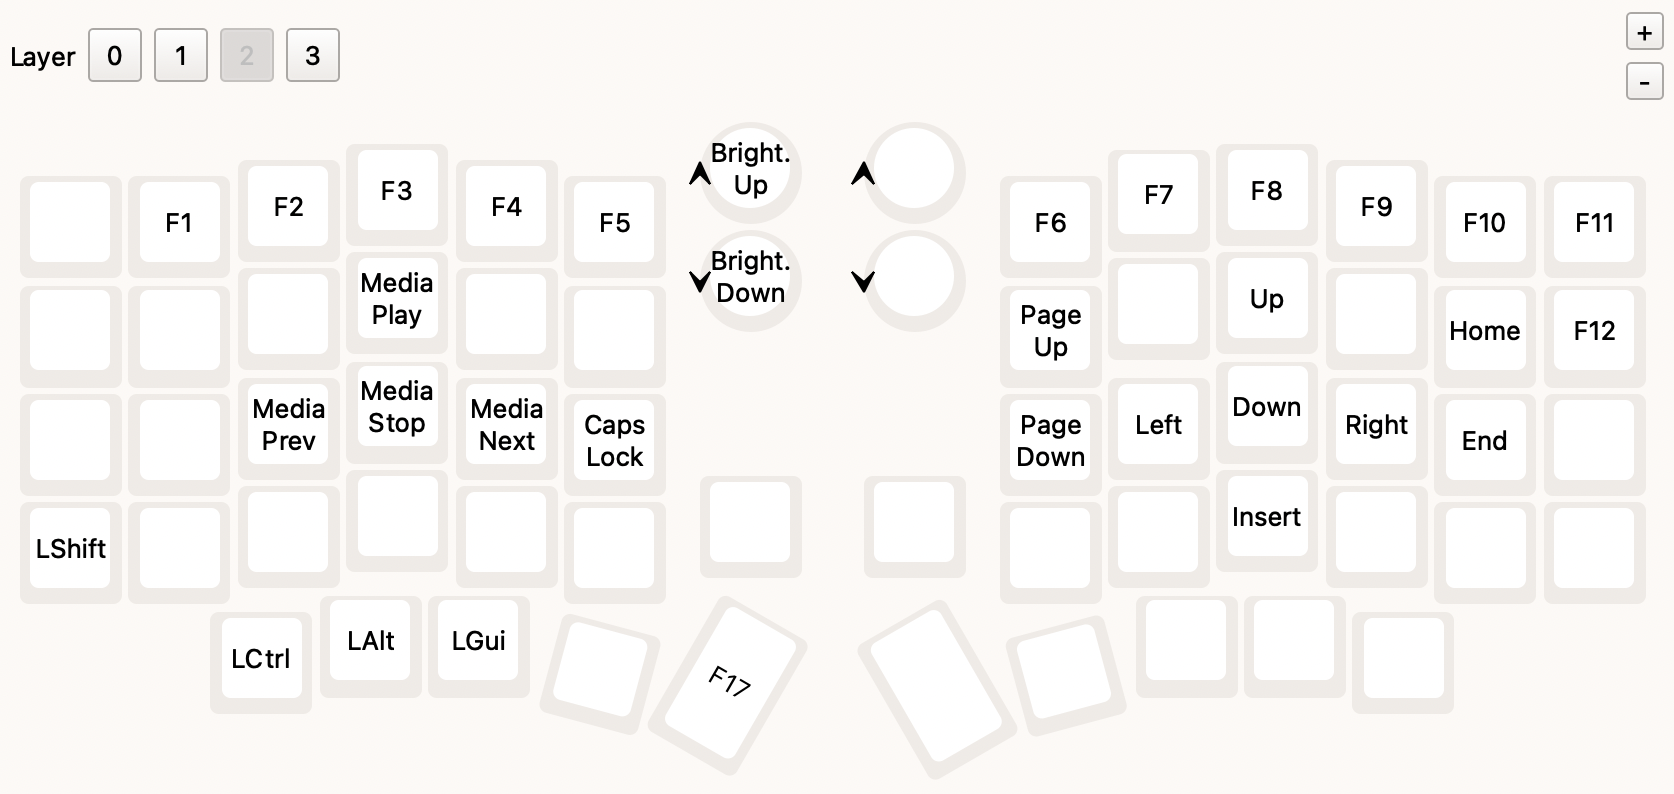 Layer 0 1 2 3
+
-
F1 F2 F3 F4 F5
Bright.
Up
F6 F7 F8 F9 F10 F11
Media
Play
Bright.
Down
Page
Up
Up
Home
F12
Media
Prev
Media
Stop
Media
Next
Caps
Lock
Page
Down
Left
Down
Right
End
LShift
Insert
LCtrl
LAlt
LGui
F17